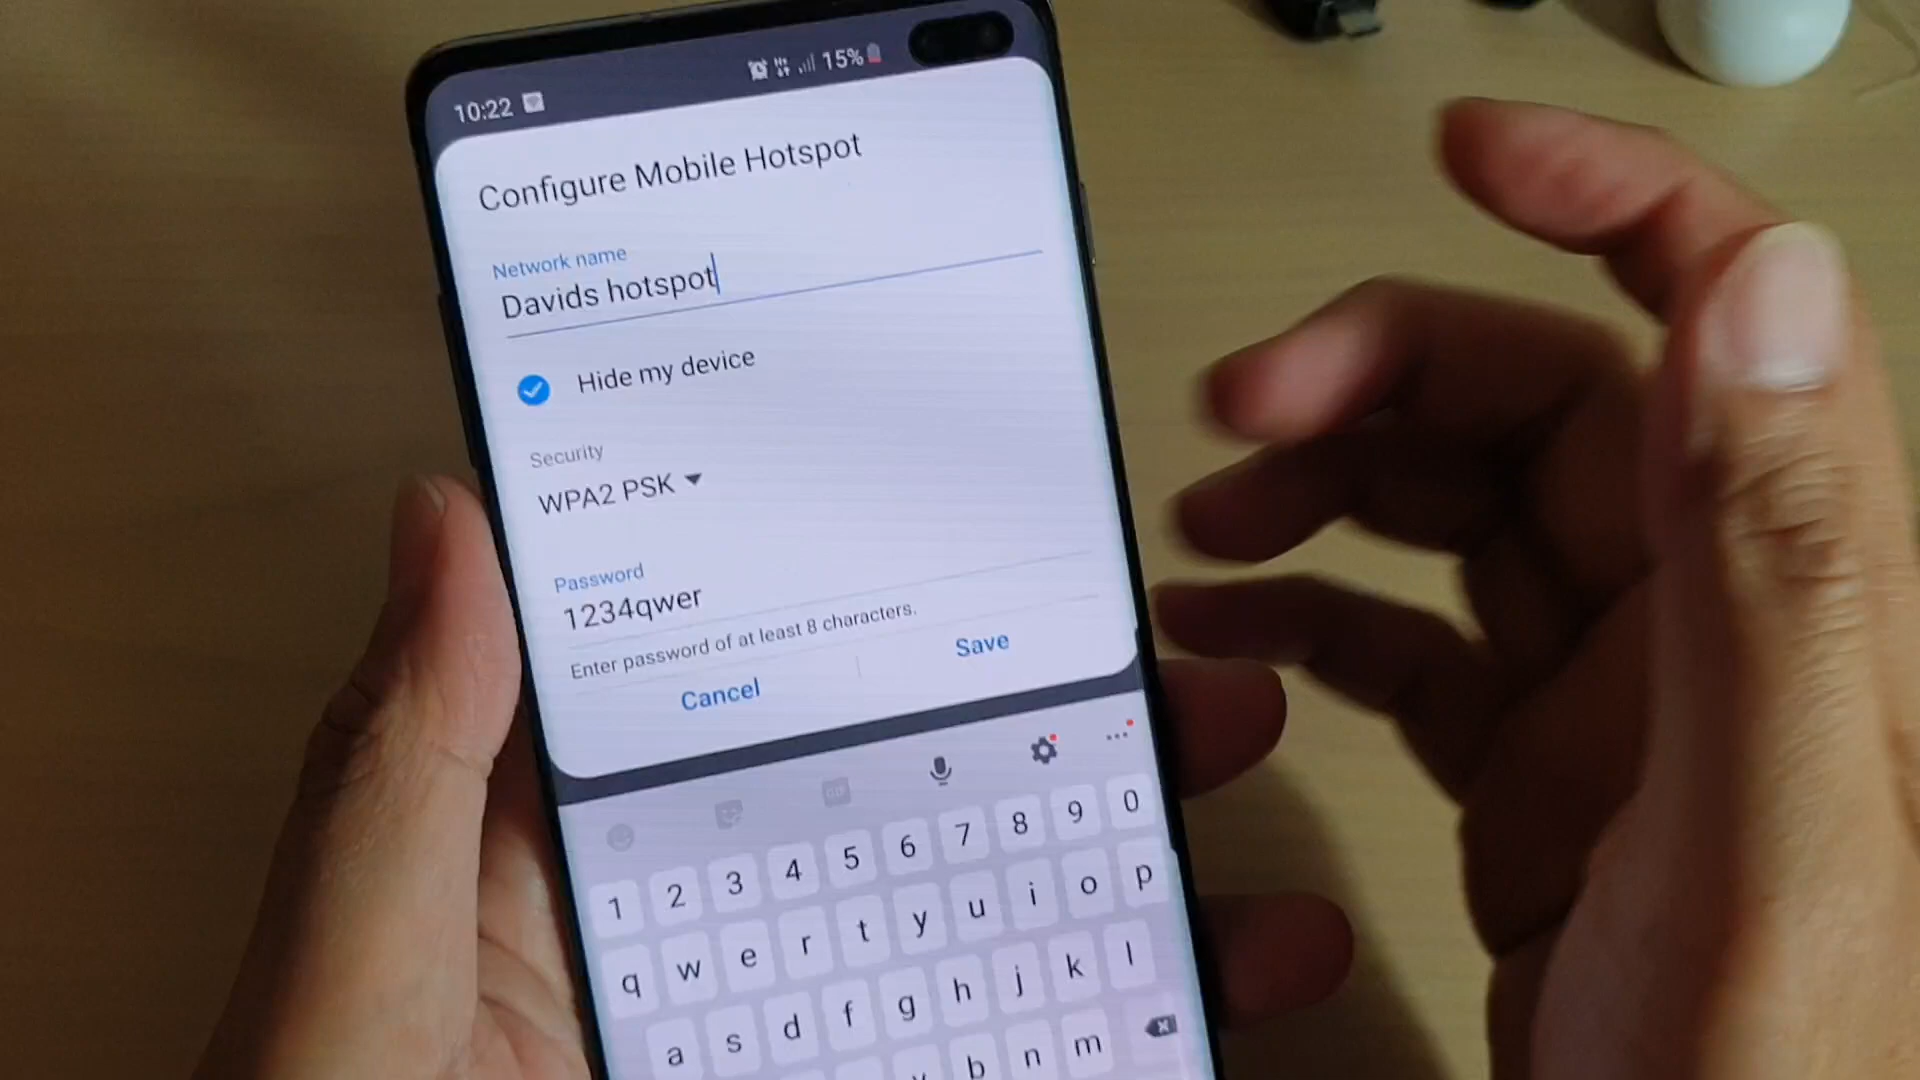 10:22 15%
Configure Mobile Hotspot
Network name
Davids hotspot
Hide my device
Security
WPA2 PSK
Password
1234qwer
Enter password of at least 8 characters.
Cancel Save
GIF
1 2 3 4 5 6 7 8 9 0
q w e r t y u i o p
a s d f g h j k l
v b n m